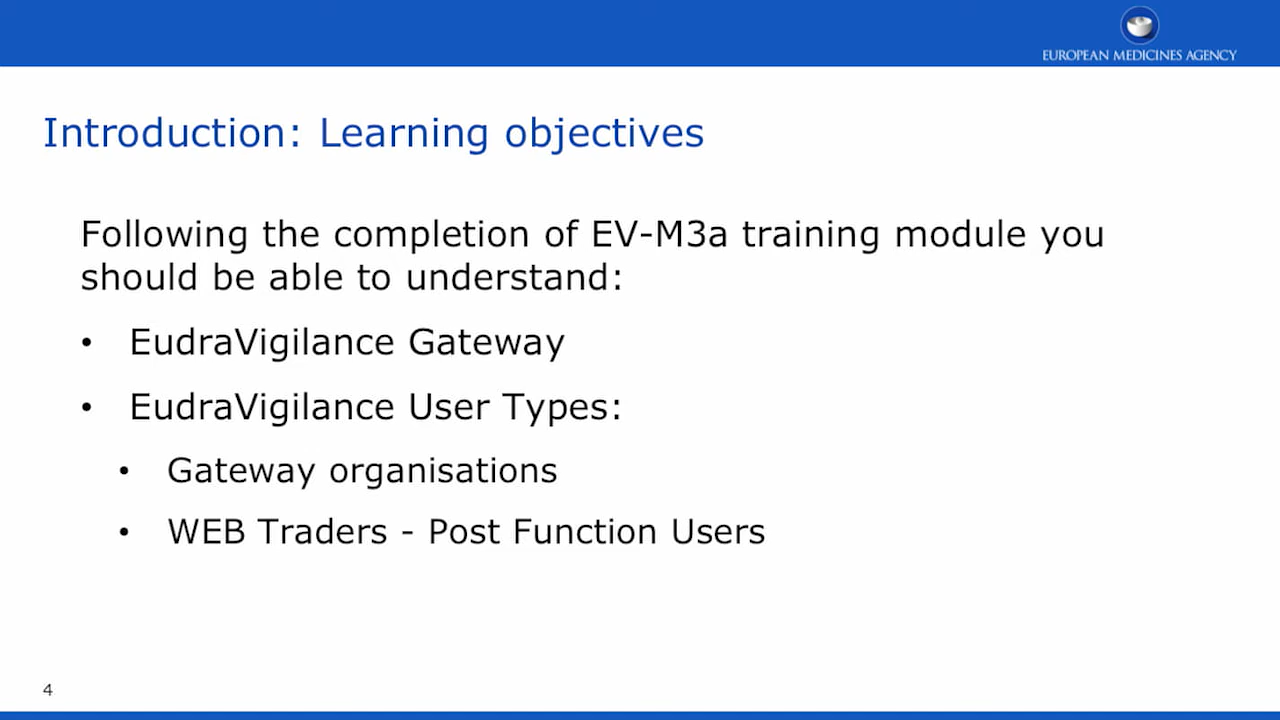 EUROPEAN MEDICINES AGENCY
Introduction: Learning objectives
Following the completion of EV-M3a training module you
should be able to understand:
• EudraVigilance Gateway
• EudraVigilance User Types:
• Gateway organisations
• WEB Traders - Post Function Users
4